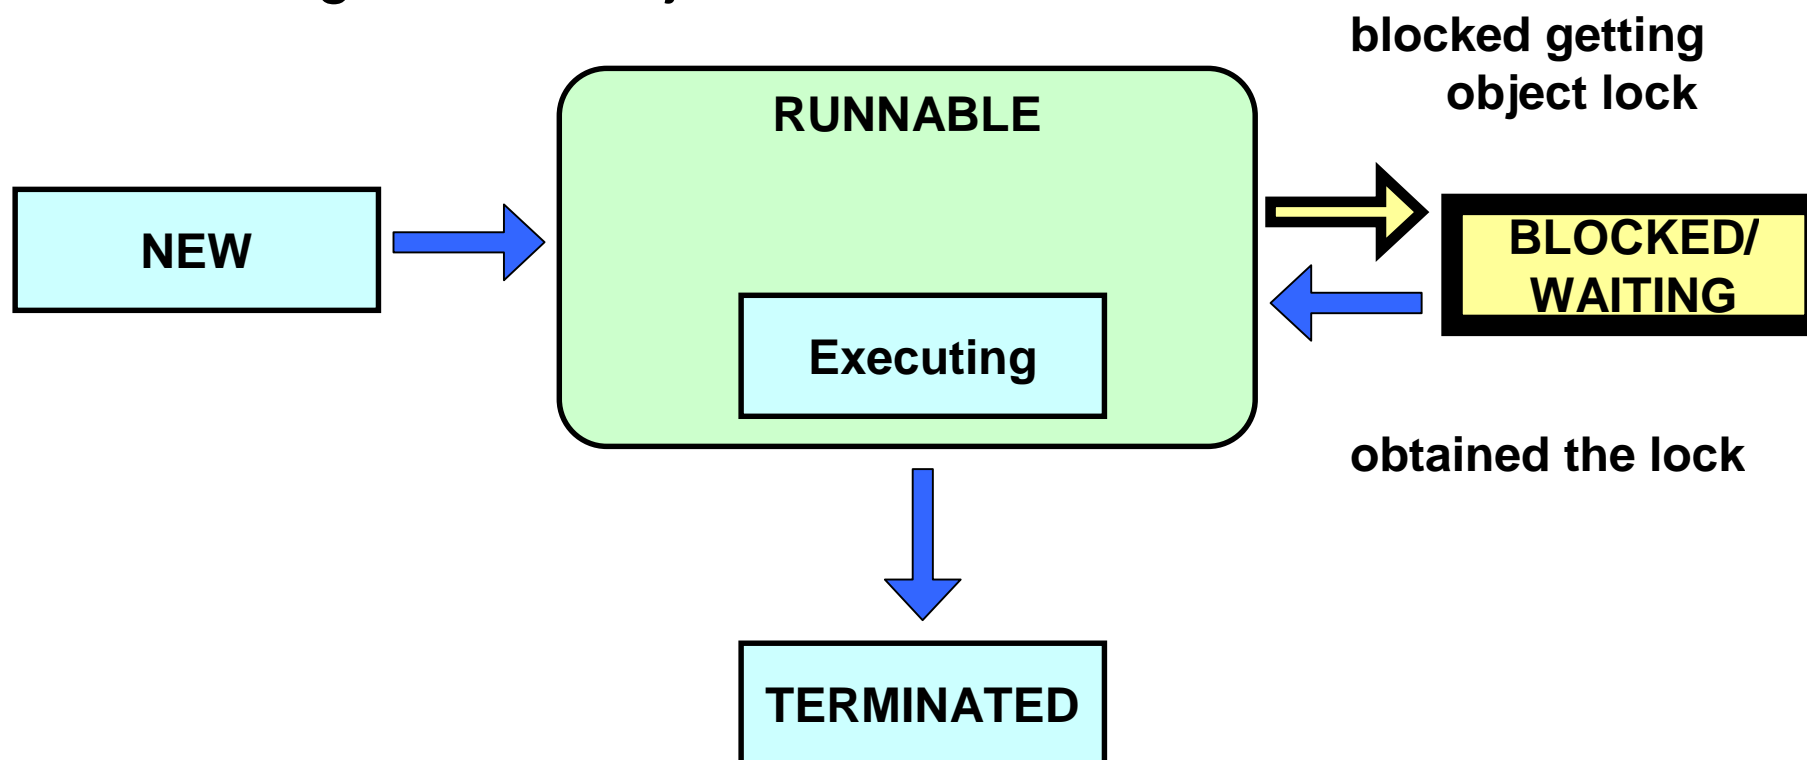 blocked getting
object lock
RUNNABLE
NEW
BLOCKED/
WAITING
Executing
obtained the lock
TERMINATED